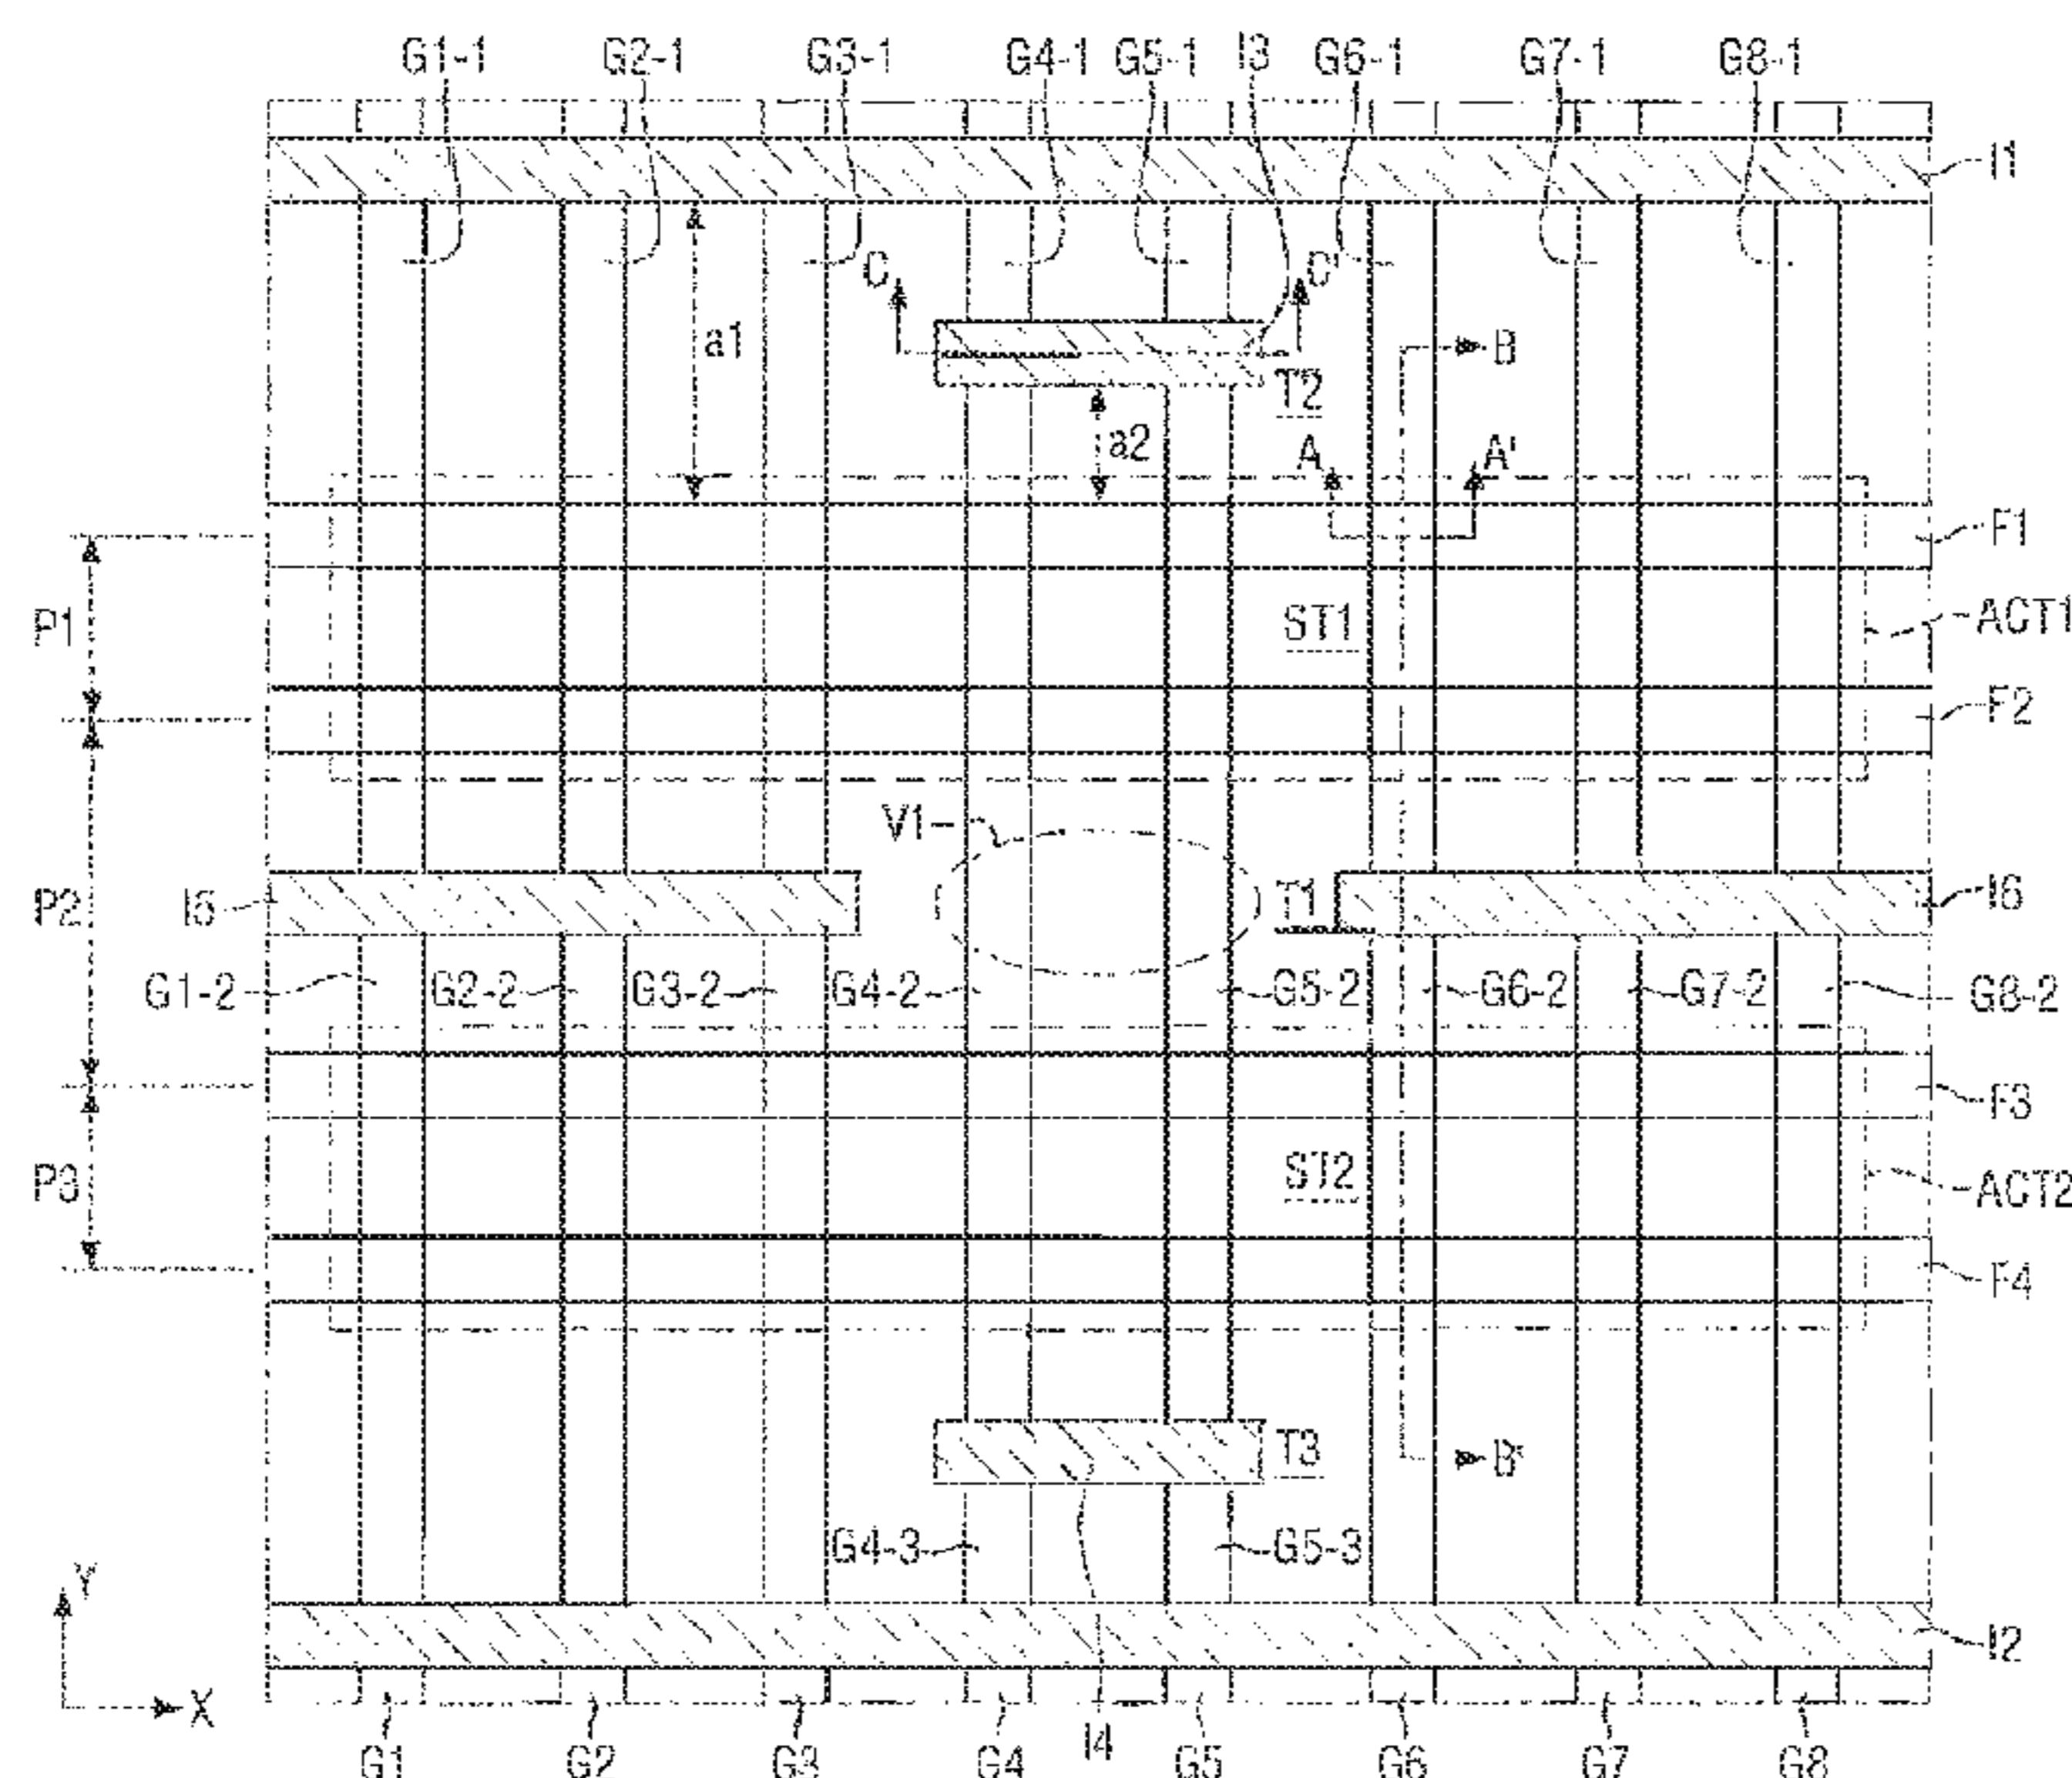 G1-1 G2-1 G3-1 G4-1 G5-1 I3 G6-1 G7-1 G8-1
I1
C C'
a1
B
T2
a2
A A'
F1
P1
ST1
ACT1
F2
V1
P2
I5
T1
I6
G1-2 G2-2 G3-2 G4-2 G5-2 G6-2 G7-2 G8-2
F3
P3
ST2
ACT2
F4
T3
B'
G4-3 G5-3
Y
I2
X
G1 G2 G3 G4 I4 G5 G6 G7 G8